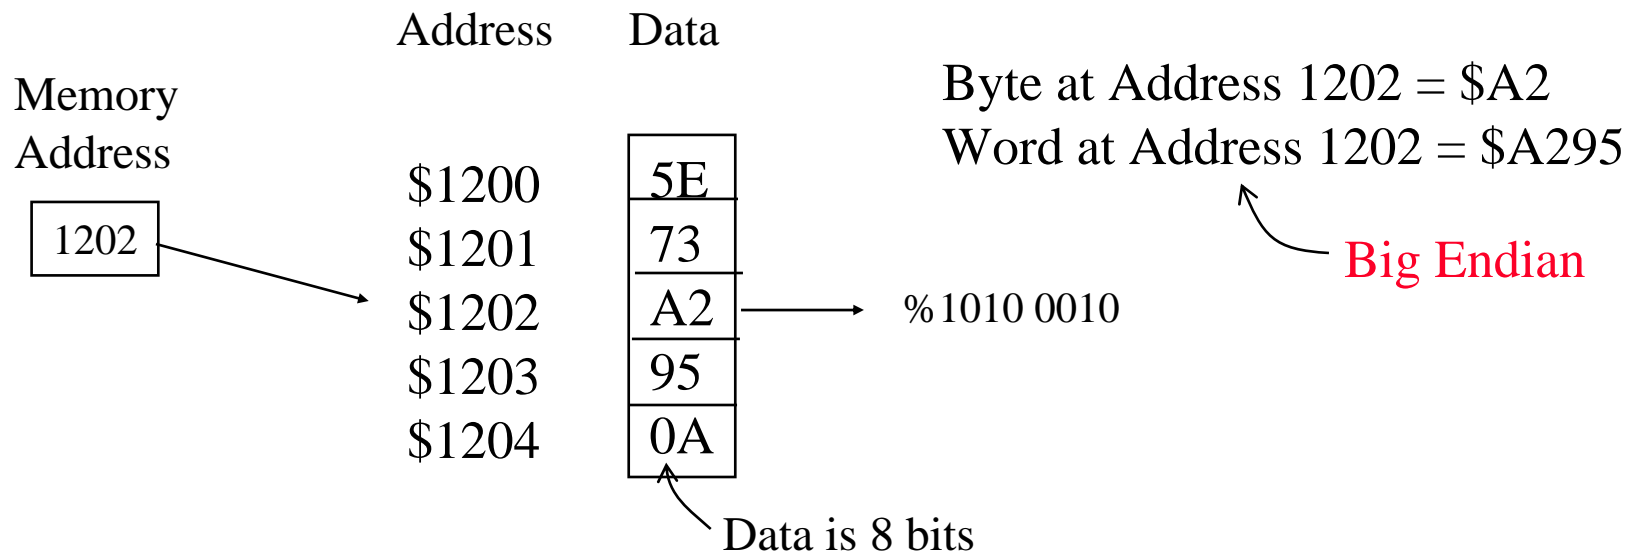 Address Data
Memory
Address
1202
$1200 5E
$1201 73
$1202 A2
$1203 95
$1204 0A
%1010 0010
Data is 8 bits
Byte at Address 1202 = $A2
Word at Address 1202 = $A295
Big Endian